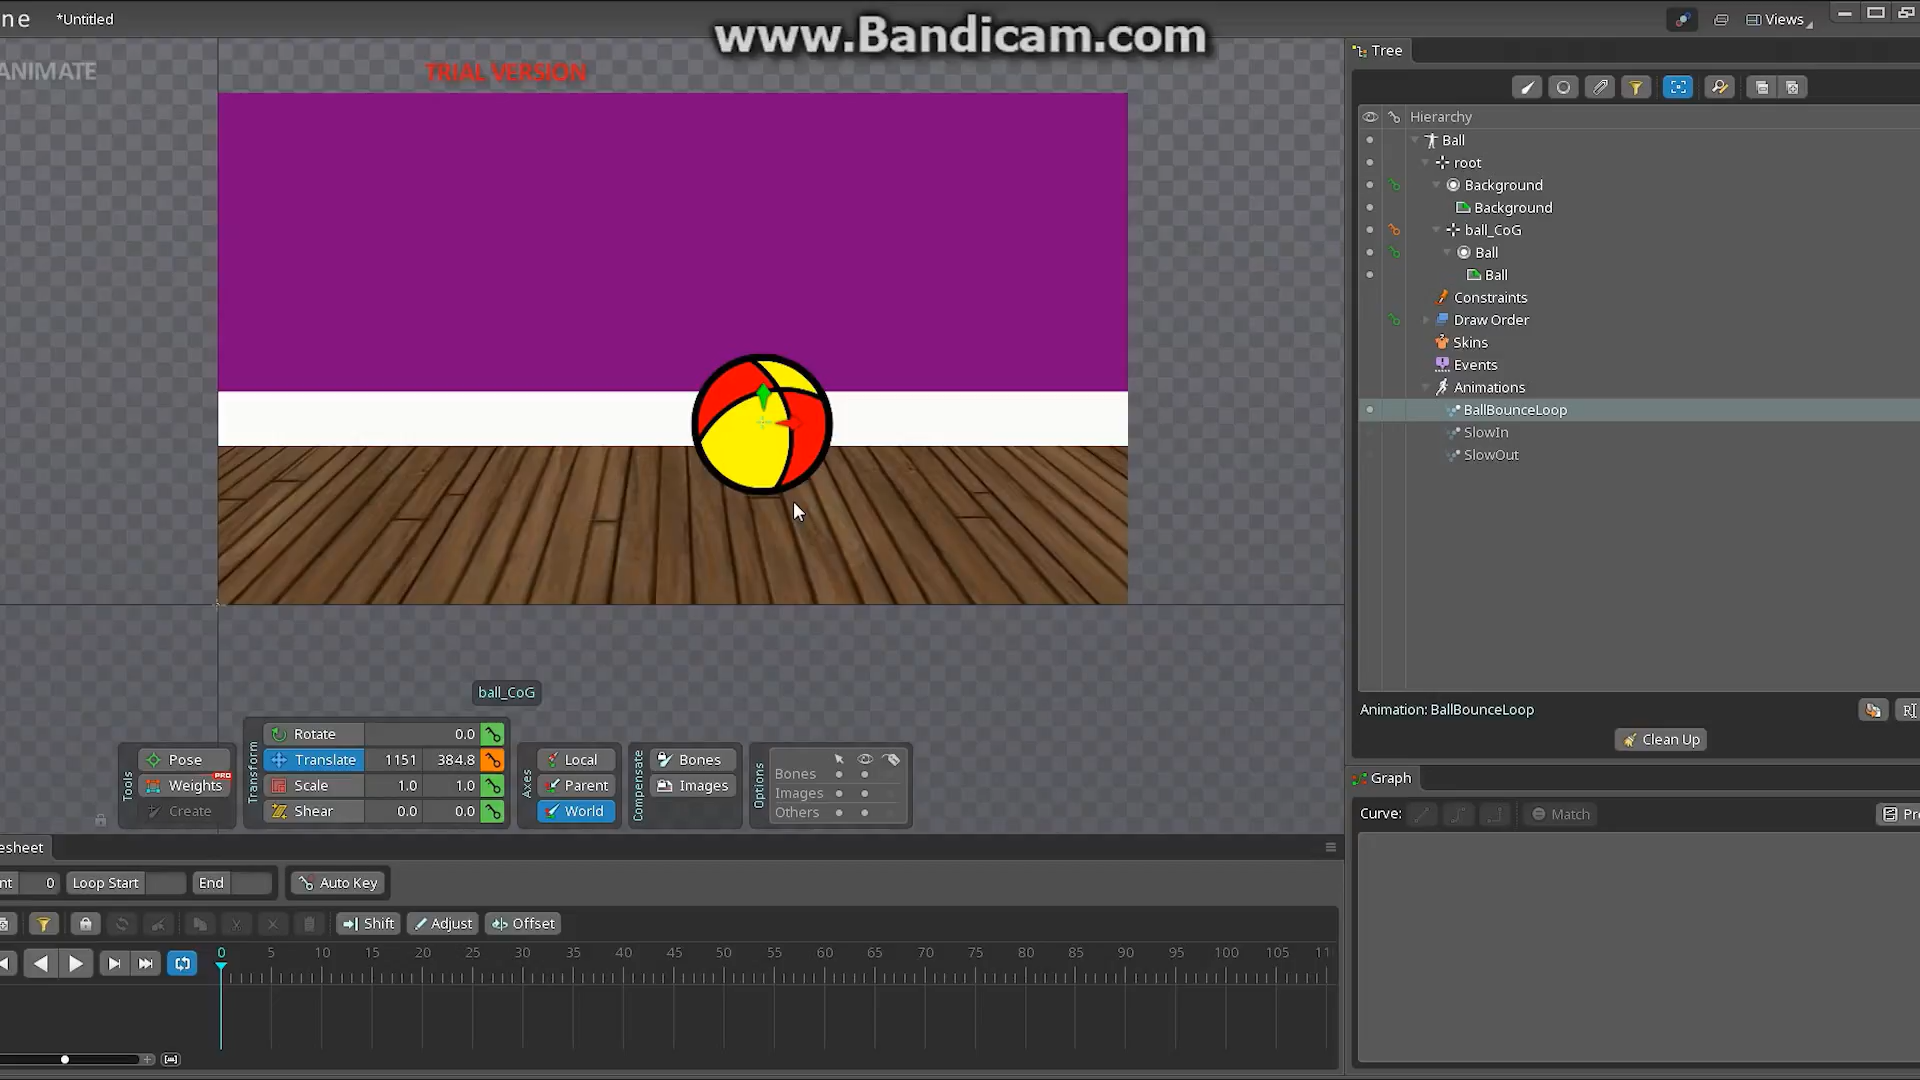 ne *Untitled
www.Bandicam.com
Views
ANIMATE
TRIAL VERSION
Tree
Hierarchy
Ball
root
Background
Background
ball_CoG
Ball
Ball
Constraints
Draw Order
Skins
Events
Animations
BallBounceLoop
SlowIn
SlowOut
Animation: BallBounceLoop
Clean Up
ball_CoG
Tools
Pose
Weights PRO
Create
Transform
Rotate 0.0
Translate 1151 384.8
Scale 1.0 1.0
Shear 0.0 0.0
Axes
Local
Parent
World
Compensate
Bones
Images
Options
Bones
Images
Others
Graph
Curve: Match Pre
esheet
nt 0 Loop Start End Auto Key
Shift Adjust Offset
0 5 10 15 20 25 30 35 40 45 50 55 60 65 70 75 80 85 90 95 100 105 11